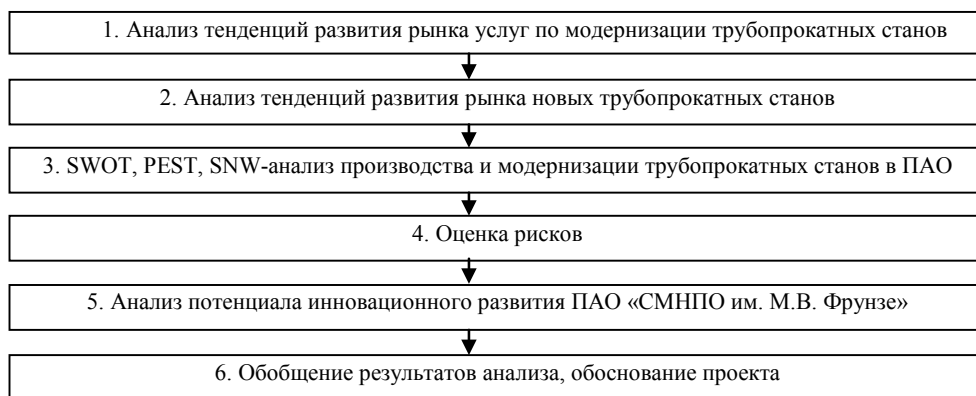 1. Анализ тенденций развития рынка услуг по модернизации трубопрокатных станов
2. Анализ тенденций развития рынка новых трубопрокатных станов
3. SWOT, PEST, SNW-анализ производства и модернизации трубопрокатных станов в ПАО
4. Оценка рисков
5. Анализ потенциала инновационного развития ПАО «СМНПО им. М.В. Фрунзе»
6. Обобщение результатов анализа, обоснование проекта